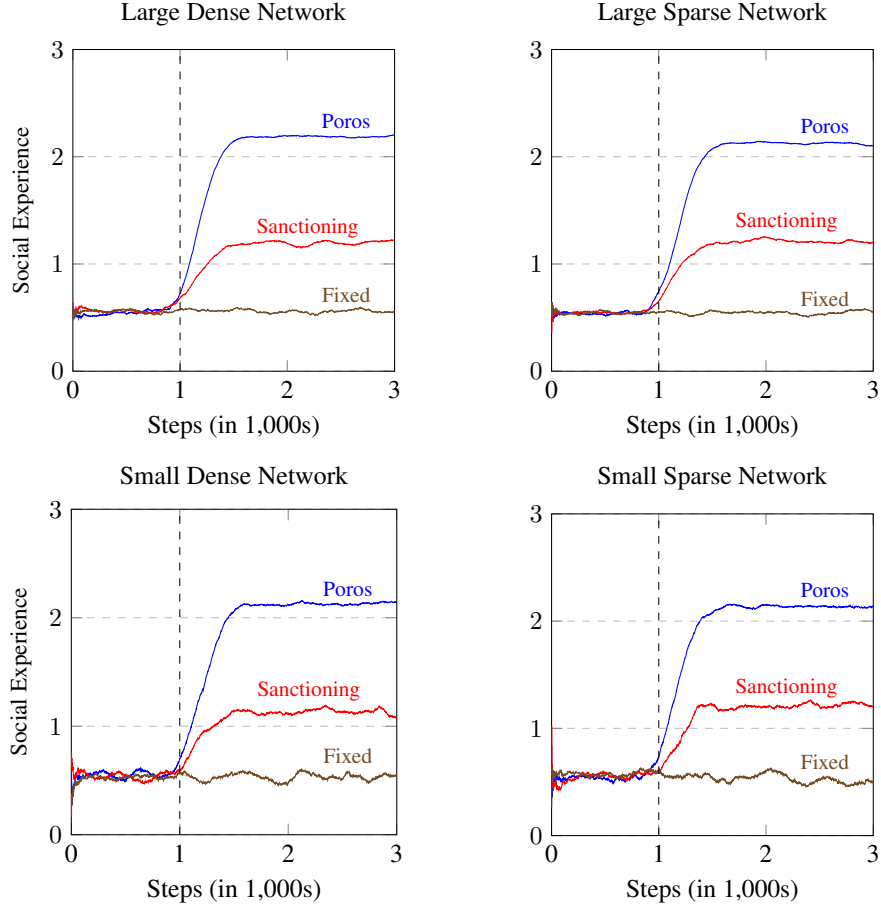 Large Dense Network
3
2
1
0
0 1 2 3
Social Experience
Steps (in 1,000s)
Poros
Sanctioning
Fixed
Large Sparse Network
3
2
1
0
0 1 2 3
Steps (in 1,000s)
Poros
Sanctioning
Fixed
Small Dense Network
3
2
1
0
0 1 2 3
Social Experience
Steps (in 1,000s)
Poros
Sanctioning
Fixed
Small Sparse Network
3
2
1
0
0 1 2 3
Steps (in 1,000s)
Poros
Sanctioning
Fixed